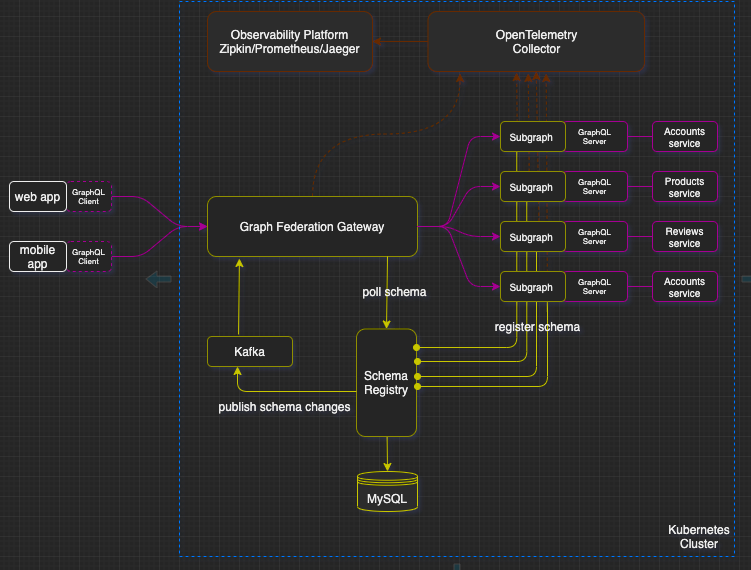 Observability Platform
Zipkin/Prometheus/Jaeger
OpenTelemetry
Collector
Subgraph
GraphQL
Server
Accounts
service
web app
GraphQL
Client
Subgraph
GraphQL
Server
Products
service
Graph Federation Gateway
Subgraph
GraphQL
Server
Reviews
service
mobile
app
GraphQL
Client
Subgraph
GraphQL
Server
Accounts
service
poll schema
register schema
Kafka
Schema
Registry
publish schema changes
MySQL
Kubernetes
Cluster